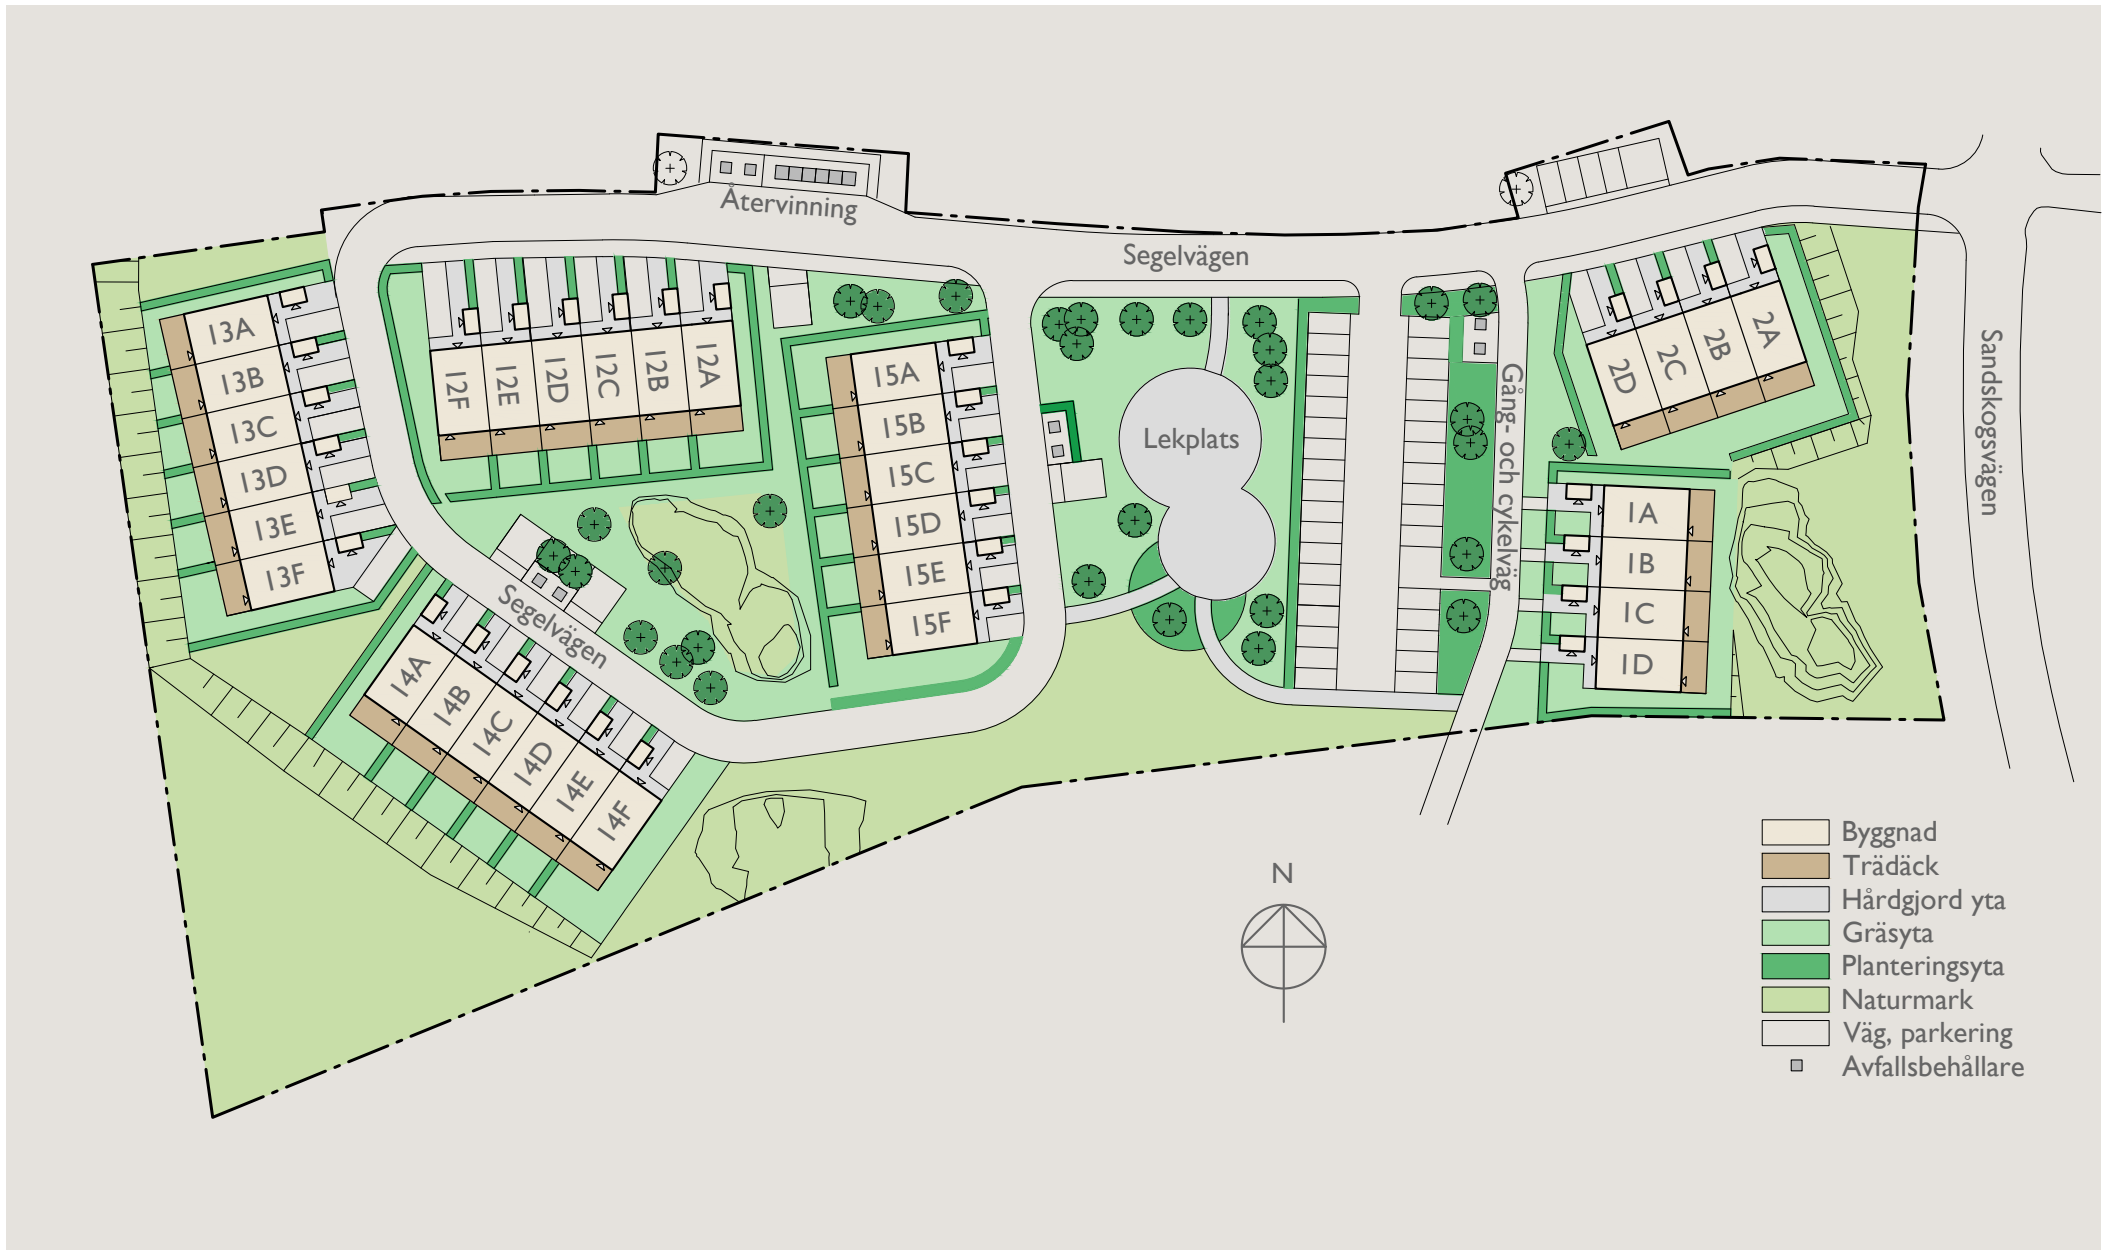 Återvinning
Segelvägen
13A
13B
13C
13D
13E
13F
12F
12E
12D
12C
12B
12A
15A
15B
15C
15D
15E
15F
Lekplats
Gång- och cykelväg
2D
2C
2B
2A
Sandskogsvägen
1A
1B
1C
1D
Segelvägen
14A
14B
14C
14D
14E
14F
N
Byggnad
Trädäck
Hårdgjord yta
Gräsyta
Planteringsyta
Naturmark
Väg, parkering
Avfallsbehållare